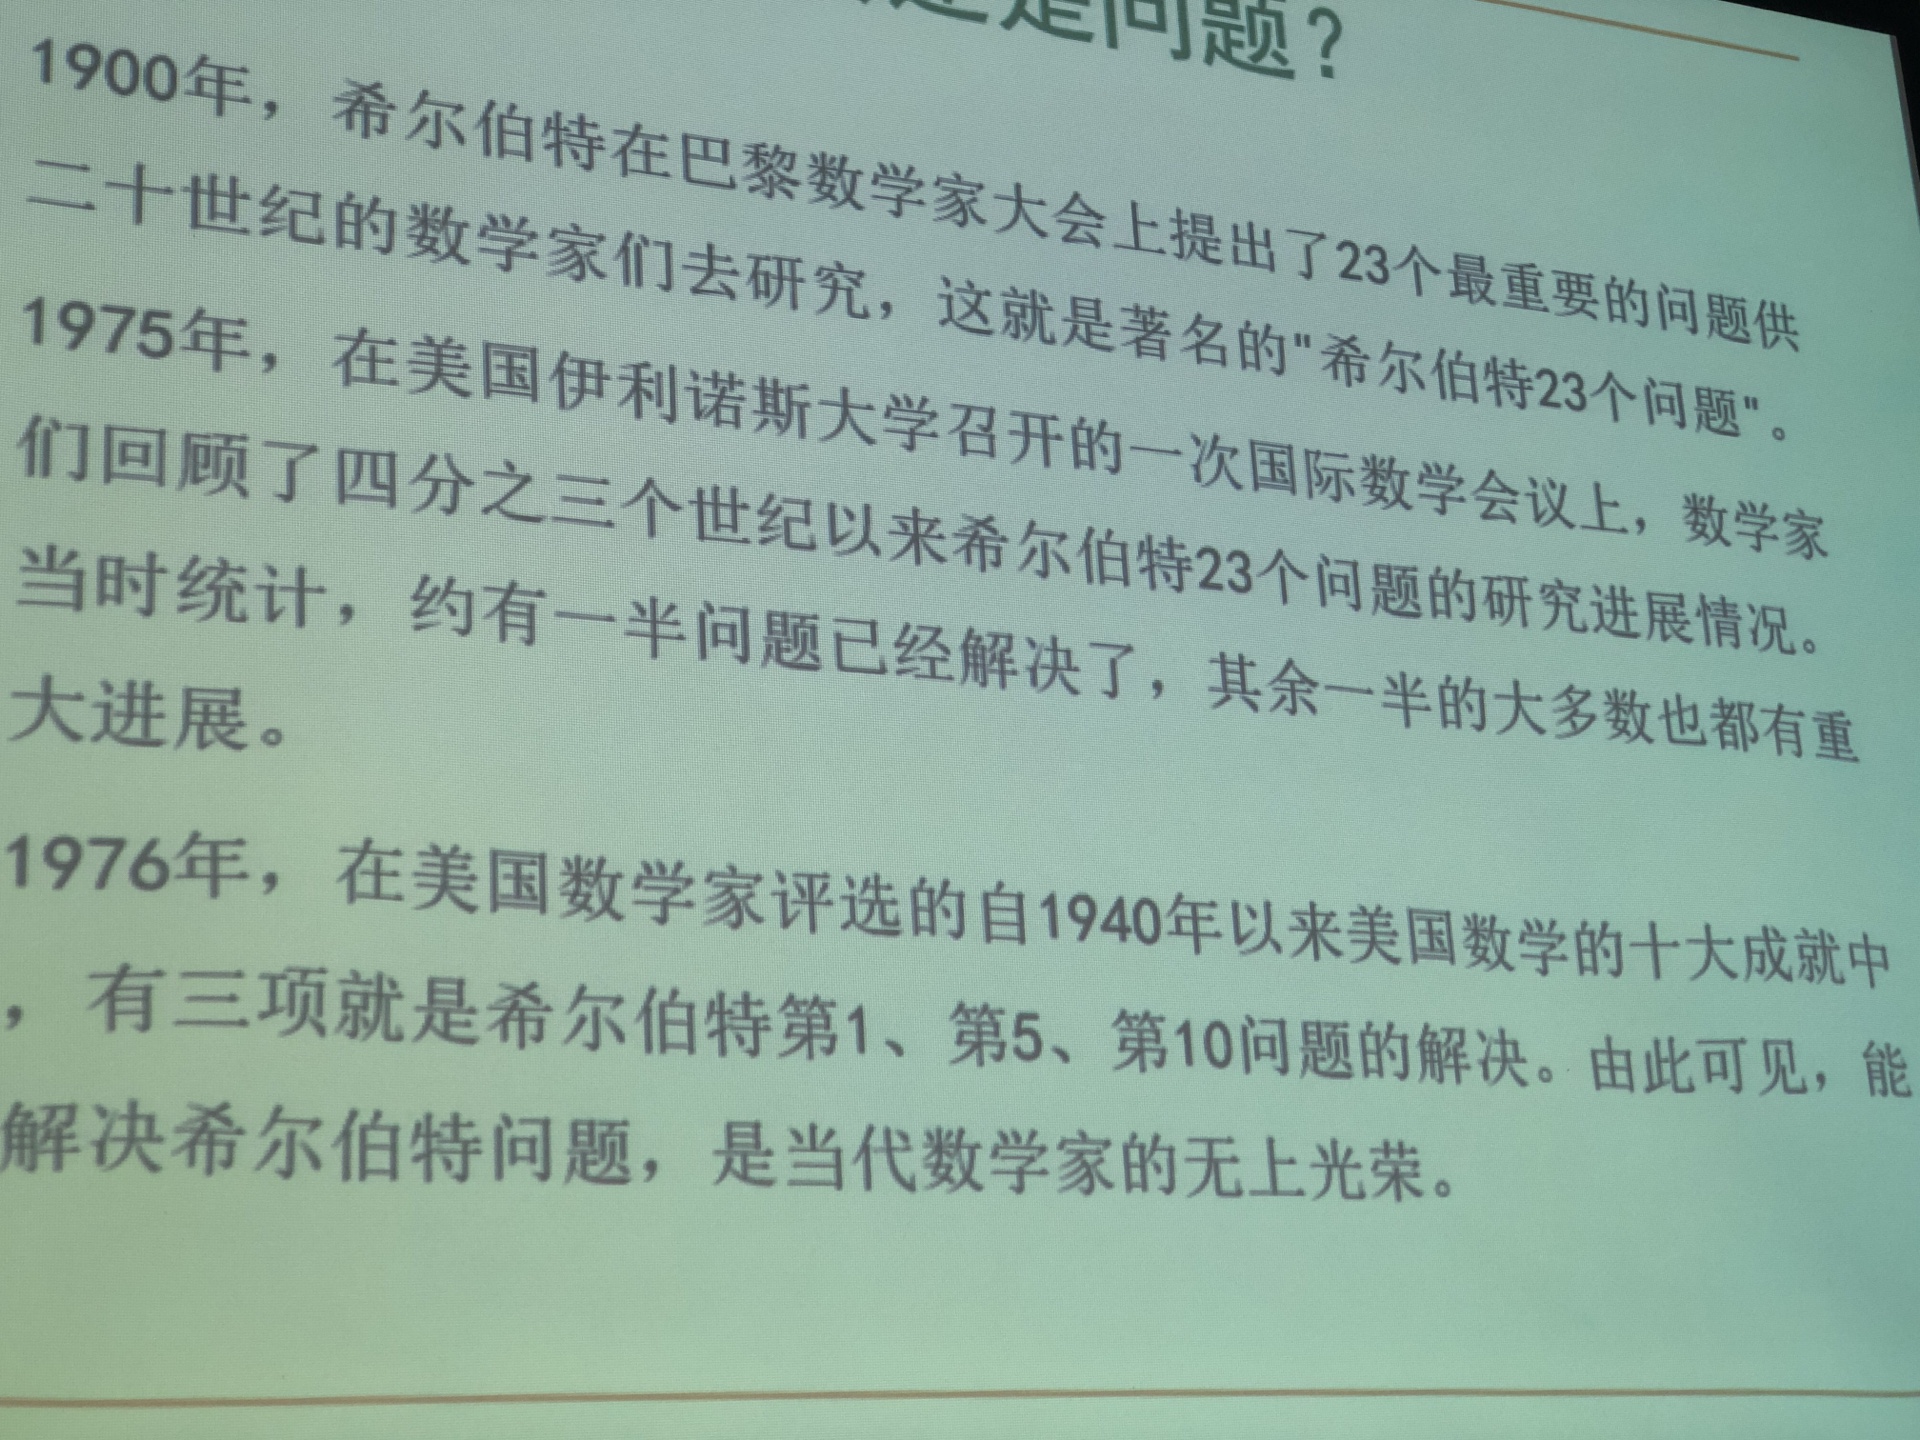 是问题?
1900年，希尔伯特在巴黎数学家大会上提出了23个最重要的问题供
二十世纪的数学家们去研究，这就是著名的"希尔伯特23个问题"。
1975年，在美国伊利诺斯大学召开的一次国际数学会议上，数学家
们回顾了四分之三个世纪以来希尔伯特23个问题的研究进展情况。
当时统计，约有一半问题已经解决了，其余一半的大多数也都有重
大进展。
1976年，在美国数学家评选的自1940年以来美国数学的十大成就中
，有三项就是希尔伯特第1、第5、第10问题的解决。由此可见，能
解决希尔伯特问题，是当代数学家的无上光荣。